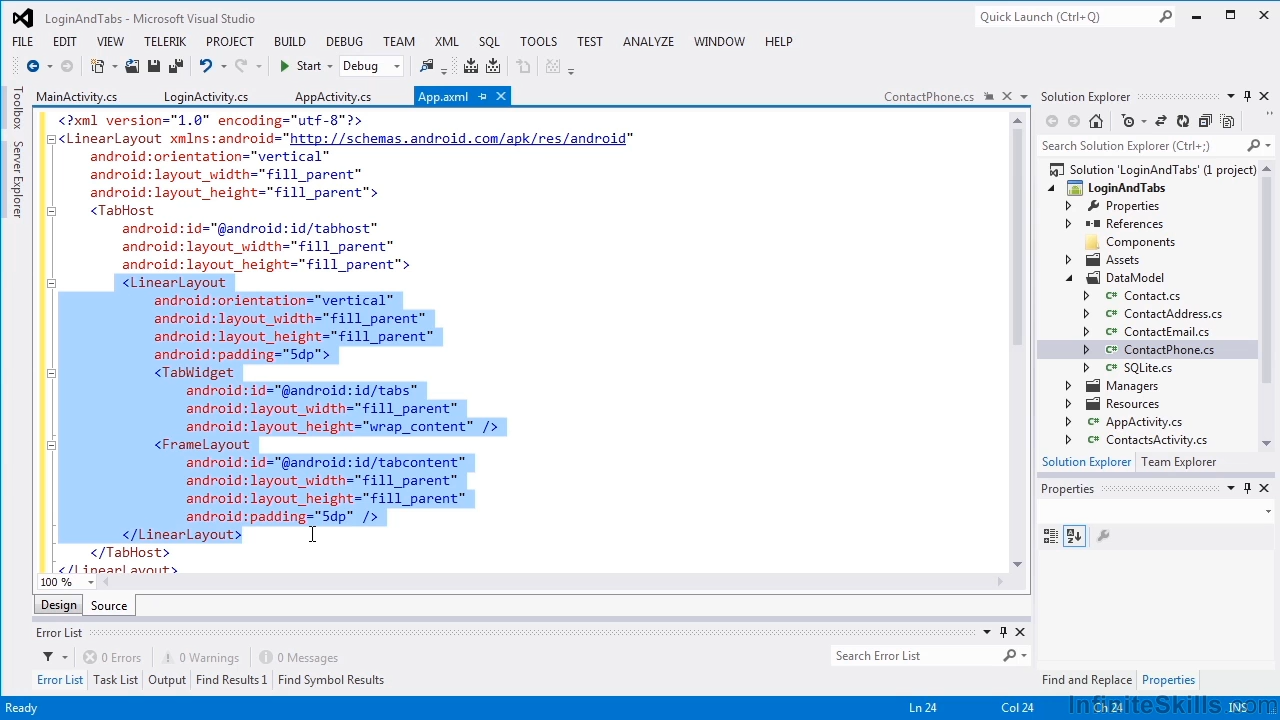 LoginAndTabs - Microsoft Visual Studio
Quick Launch (Ctrl+Q)
FILE EDIT VIEW TELERIK PROJECT BUILD DEBUG TEAM XML SQL TOOLS TEST ANALYZE WINDOW HELP
Start Debug
Toolbox
Server Explorer
MainActivity.cs LoginActivity.cs AppActivity.cs App.axml ContactPhone.cs
<?xml version="1.0" encoding="utf-8"?>
<LinearLayout xmlns:android="http://schemas.android.com/apk/res/android"
android:orientation="vertical"
android:layout_width="fill_parent"
android:layout_height="fill_parent">
<TabHost
android:id="@android:id/tabhost"
android:layout_width="fill_parent"
android:layout_height="fill_parent">
<LinearLayout
android:orientation="vertical"
android:layout_width="fill_parent"
android:layout_height="fill_parent"
android:padding="5dp">
<TabWidget
android:id="@android:id/tabs"
android:layout_width="fill_parent"
android:layout_height="wrap_content" />
<FrameLayout
android:id="@android:id/tabcontent"
android:layout_width="fill_parent"
android:layout_height="fill_parent"
android:padding="5dp" />
</LinearLayout>
</TabHost>
</LinearLayout>
100 %
Design Source
Error List
0 Errors 0 Warnings 0 Messages
Search Error List
Error List Task List Output Find Results 1 Find Symbol Results
Solution Explorer
Search Solution Explorer (Ctrl+;)
Solution 'LoginAndTabs' (1 project)
LoginAndTabs
Properties
References
Components
Assets
DataModel
C# Contact.cs
C# ContactAddress.cs
C# ContactEmail.cs
C# ContactPhone.cs
C# SQLite.cs
Managers
Resources
C# AppActivity.cs
C# ContactsActivity.cs
Solution Explorer Team Explorer
Properties
Find and Replace Properties
Ready Ln 24 Col 24 Ch 24 INS
InfiniteSkills.com